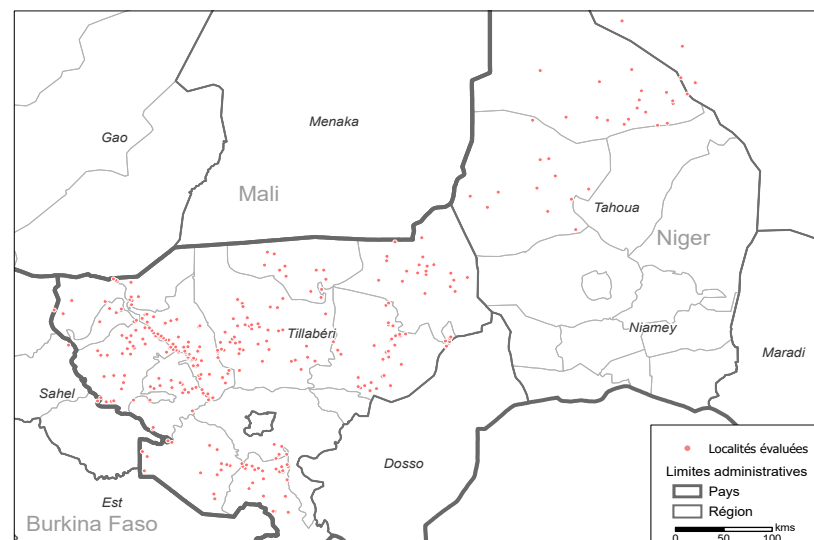 Menaka
Gao
Mali
Tahoua
Niger
Tillabéri
Niamey
Maradi
Sahel
Dosso
Est
Burkina Faso
Localités évaluées
Limites administratives
Pays
Région
kms
0 50 100